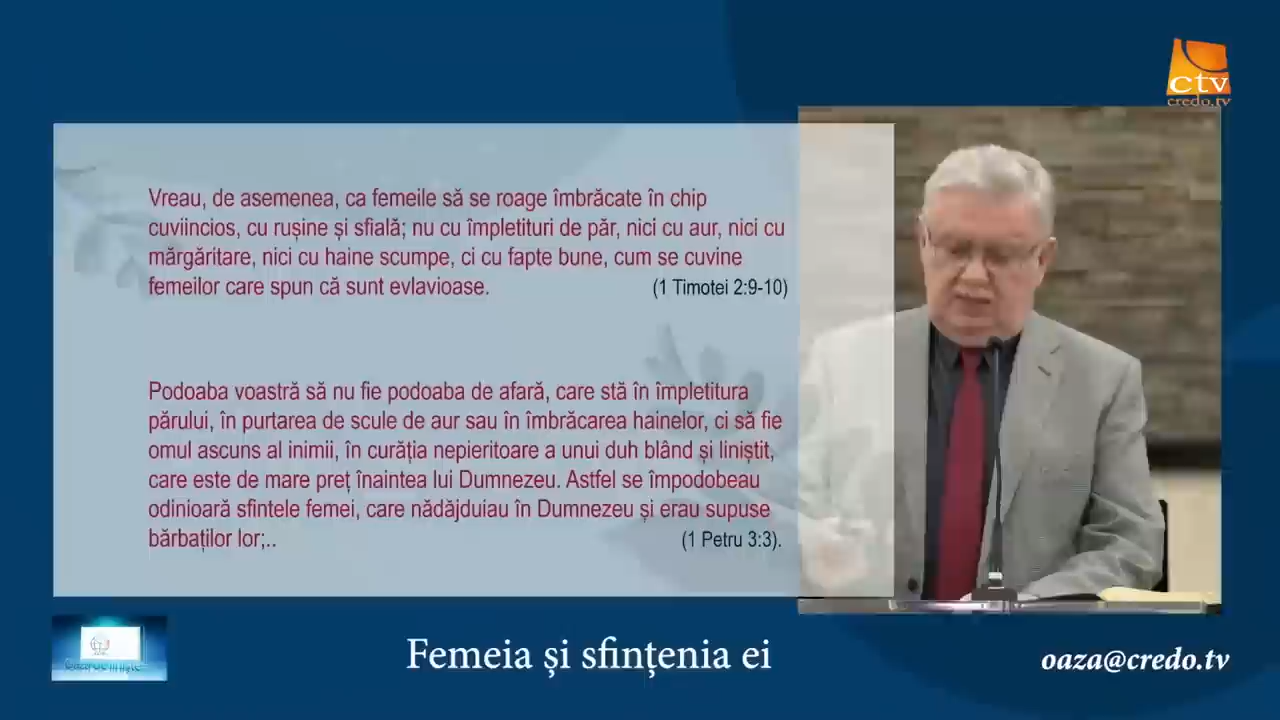 ctv
credo.tv
Vreau, de asemenea, ca femeile să se roage îmbrăcate în chip
cuviincios, cu rușine și sfială; nu cu împletituri de păr, nici cu aur, nici cu
mărgăritare, nici cu haine scumpe, ci cu fapte bune, cum se cuvine
femeilor care spun că sunt evlavioase. (1 Timotei 2:9-10)
Podoaba voastră să nu fie podoaba de afară, care stă în împletitura
părului, în purtarea de scule de aur sau în îmbrăcarea hainelor, ci să fie
omul ascuns al inimii, în curăția nepieritoare a unui duh blând și liniștit,
care este de mare preț înaintea lui Dumnezeu. Astfel se împodobeau
odinioară sfintele femei, care nădăjduiau în Dumnezeu și erau supuse
bărbaților lor;.. (1 Petru 3:3).
Femeia și sfințenia ei
oaza@credo.tv